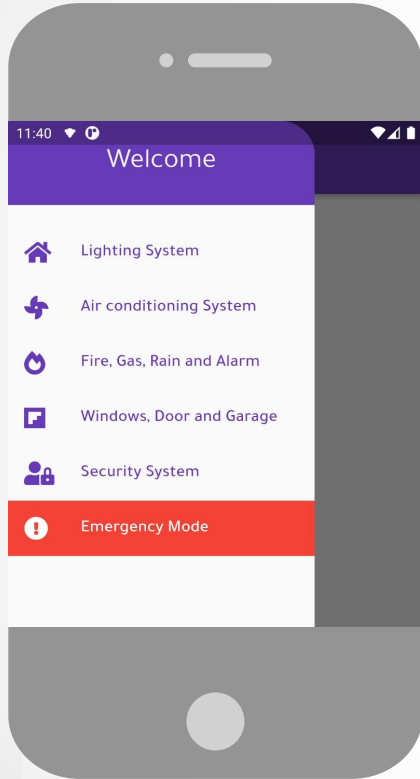 11:40
Welcome
Lighting System
Air conditioning System
Fire, Gas, Rain and Alarm
Windows, Door and Garage
Security System
Emergency Mode